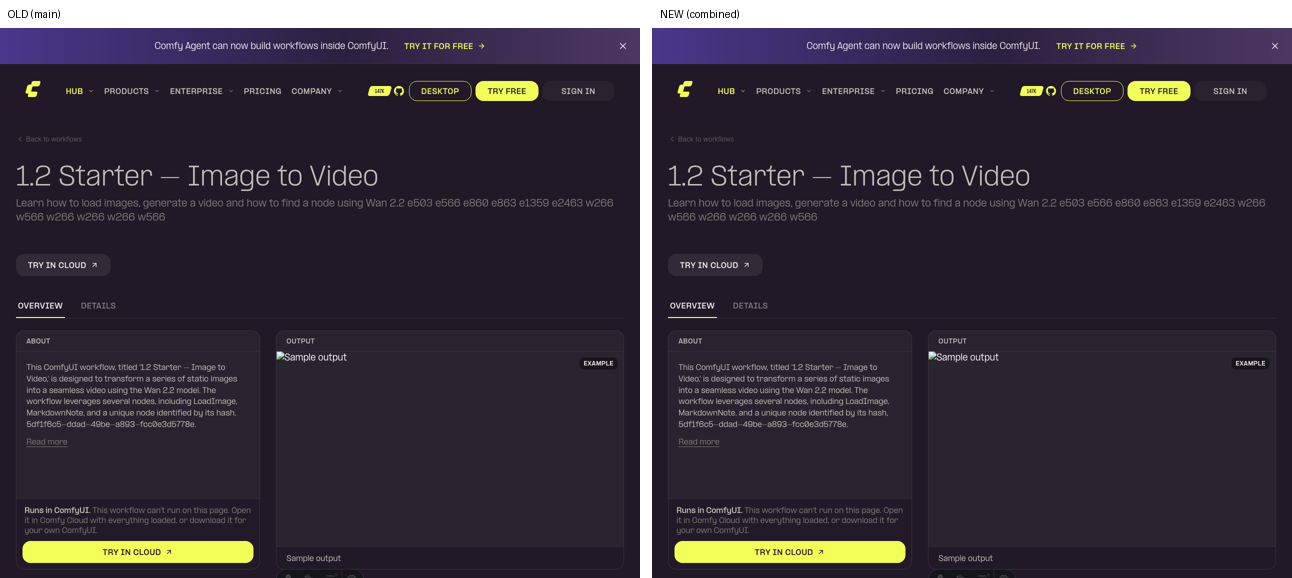 OLD (main)
Comfy Agent can now build workflows inside ComfyUI. TRY IT FOR FREE →
HUB PRODUCTS ENTERPRISE PRICING COMPANY 147K DESKTOP TRY FREE SIGN IN
Back to workflows
1.2 Starter – Image to Video
Learn how to load images, generate a video and how to find a node using Wan 2.2 e503 e566 e860 e863 e1359 e2463 w266
w566 w266 w266 w266 w566
TRY IN CLOUD ↗
OVERVIEW DETAILS
ABOUT
This ComfyUI workflow, titled '1.2 Starter – Image to
Video,' is designed to transform a series of static images
into a seamless video using the Wan 2.2 model. The
workflow leverages several nodes, including LoadImage,
MarkdownNote, and a unique node identified by its hash,
5df1f6c5-ddad-49be-a893-fcc0e3d5778e.
Read more
Runs in ComfyUI. This workflow can't run on this page. Open
it in Comfy Cloud with everything loaded, or download it for
your own ComfyUI.
TRY IN CLOUD ↗
OUTPUT
Sample output
EXAMPLE
Sample output
NEW (combined)
Comfy Agent can now build workflows inside ComfyUI. TRY IT FOR FREE →
HUB PRODUCTS ENTERPRISE PRICING COMPANY 147K DESKTOP TRY FREE SIGN IN
Back to workflows
1.2 Starter – Image to Video
Learn how to load images, generate a video and how to find a node using Wan 2.2 e503 e566 e860 e863 e1359 e2463 w266
w566 w266 w266 w266 w566
TRY IN CLOUD ↗
OVERVIEW DETAILS
ABOUT
This ComfyUI workflow, titled '1.2 Starter – Image to
Video,' is designed to transform a series of static images
into a seamless video using the Wan 2.2 model. The
workflow leverages several nodes, including LoadImage,
MarkdownNote, and a unique node identified by its hash,
5df1f6c5-ddad-49be-a893-fcc0e3d5778e.
Read more
Runs in ComfyUI. This workflow can't run on this page. Open
it in Comfy Cloud with everything loaded, or download it for
your own ComfyUI.
TRY IN CLOUD ↗
OUTPUT
Sample output
EXAMPLE
Sample output